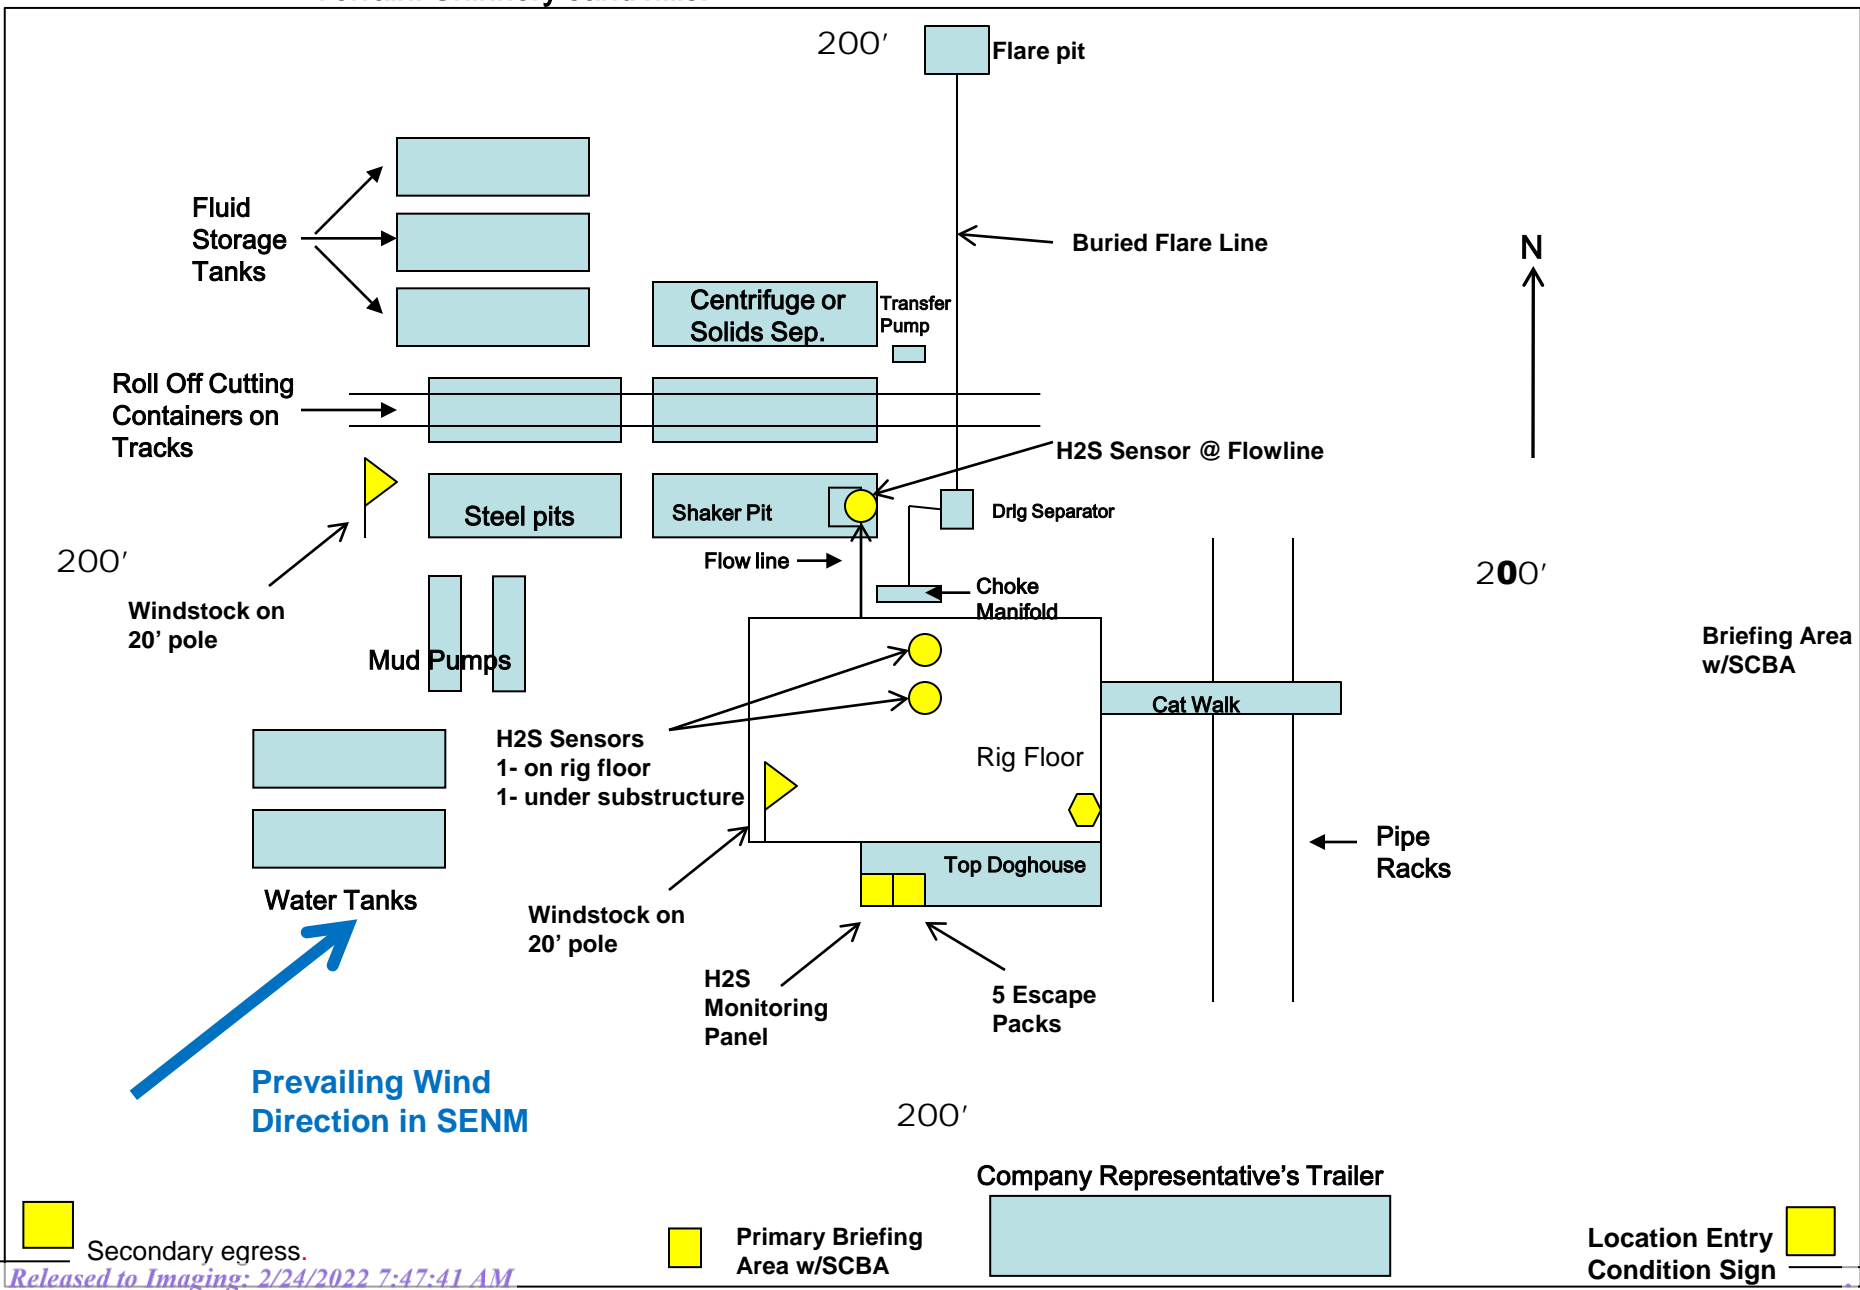 200'
Flare pit
Fluid
Storage
Tanks
Buried Flare Line
N
Centrifuge or
Solids Sep.
Transfer
Pump
Roll Off Cutting
Containers on
Tracks
H2S Sensor @ Flowline
Steel pits
Shaker Pit
Drlg Separator
Flow line
200'
200'
Choke
Manifold
Windstock on
20' pole
Mud Pumps
Briefing Area
w/SCBA
Cat Walk
H2S Sensors
1- on rig floor
1- under substructure
Rig Floor
Pipe
Racks
Top Doghouse
Water Tanks
Windstock on
20' pole
H2S
Monitoring
Panel
5 Escape
Packs
Prevailing Wind
Direction in SENM
200'
Company Representative's Trailer
Secondary egress.
Primary Briefing
Area w/SCBA
Location Entry
Condition Sign
Released to Imaging: 2/24/2022 7:47:41 AM